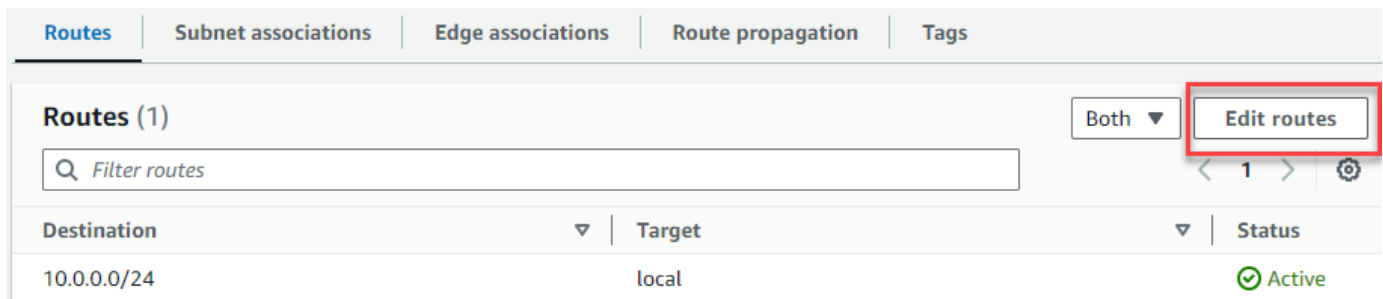 Routes Subnet associations Edge associations Route propagation Tags
Routes (1) Both Edit routes
Filter routes 1
Destination Target Status
10.0.0.0/24 local Active